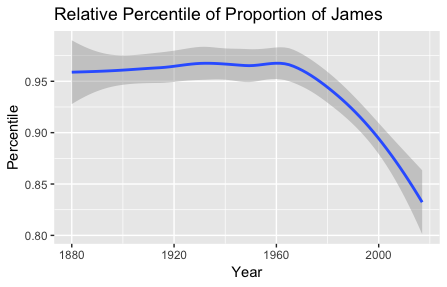 Relative Percentile of Proportion of James
Percentile
0.95
0.90
0.85
0.80
1880
1920
1960
2000
Year